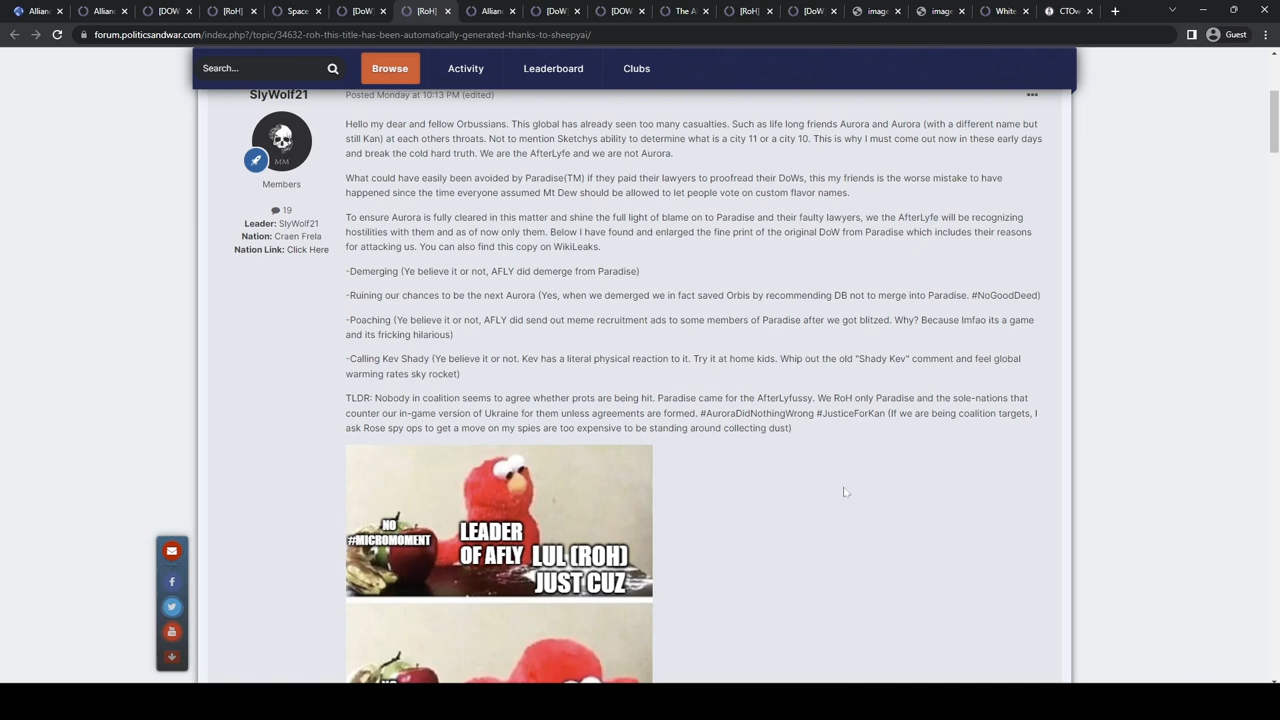 Allianc
Allianc
[DOW
[RoH]
Space
[DoW]
[RoH]
Allianc
[DoW]
[DOW
The A
[RoH]
[DoW]
image
image
White
CTOw
forum.politicsandwar.com/index.php?/topic/34632-roh-this-title-has-been-automatically-generated-thanks-to-sheepyai/
Guest
Search...
Browse
Activity
Leaderboard
Clubs
SlyWolf21
Posted Monday at 10:13 PM (edited)
MM
Members
19
Leader: SlyWolf21
Nation: Craen Frela
Nation Link: Click Here
Hello my dear and fellow Orbussians. This global has already seen too many casualties. Such as life long friends Aurora and Aurora (with a different name but
still Kan) at each others throats. Not to mention Sketchys ability to determine what is a city 11 or a city 10. This is why I must come out now in these early days
and break the cold hard truth. We are the AfterLyfe and we are not Aurora.
What could have easily been avoided by Paradise(TM) if they paid their lawyers to proofread their DoWs, this my friends is the worse mistake to have
happened since the time everyone assumed Mt Dew should be allowed to let people vote on custom flavor names.
To ensure Aurora is fully cleared in this matter and shine the full light of blame on to Paradise and their faulty lawyers, we the AfterLyfe will be recognizing
hostilities with them and as of now only them. Below I have found and enlarged the fine print of the original DoW from Paradise which includes their reasons
for attacking us. You can also find this copy on WikiLeaks.
-Demerging (Ye believe it or not, AFLY did demerge from Paradise)
-Ruining our chances to be the next Aurora (Yes, when we demerged we in fact saved Orbis by recommending DB not to merge into Paradise. #NoGoodDeed)
-Poaching (Ye believe it or not, AFLY did send out meme recruitment ads to some members of Paradise after we got blitzed. Why? Because lmfao its a game
and its fricking hilarious)
-Calling Kev Shady (Ye believe it or not. Kev has a literal physical reaction to it. Try it at home kids. Whip out the old "Shady Kev" comment and feel global
warming rates sky rocket)
TLDR: Nobody in coalition seems to agree whether prots are being hit. Paradise came for the AfterLyfussy. We RoH only Paradise and the sole-nations that
counter our in-game version of Ukraine for them unless agreements are formed. #AuroraDidNothingWrong #JusticeForKan (If we are being coalition targets, I
ask Rose spy ops to get a move on my spies are too expensive to be standing around collecting dust)
NO
#MICROMOMENT
LEADER
OF AFLY
LUL (ROH)
JUST CUZ